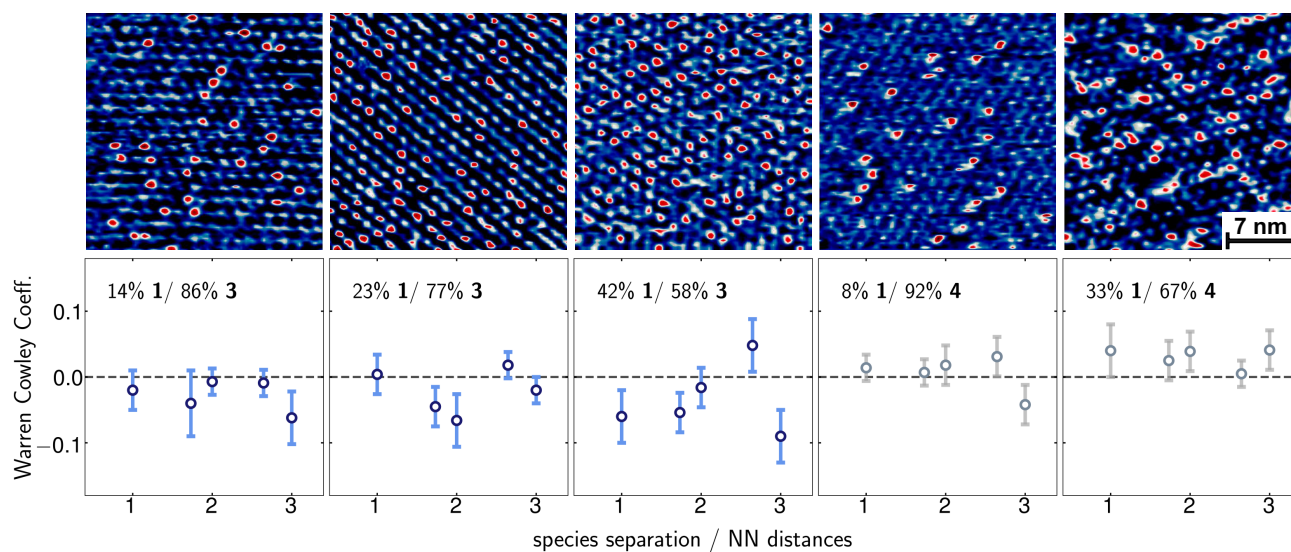 7 nm
Warren Cowley Coeff.
0.1
0.0
−0.1
14% 1/ 86% 3
23% 1/ 77% 3
42% 1/ 58% 3
8% 1/ 92% 4
33% 1/ 67% 4
1 2 3 1 2 3 1 2 3 1 2 3 1 2 3
species separation / NN distances